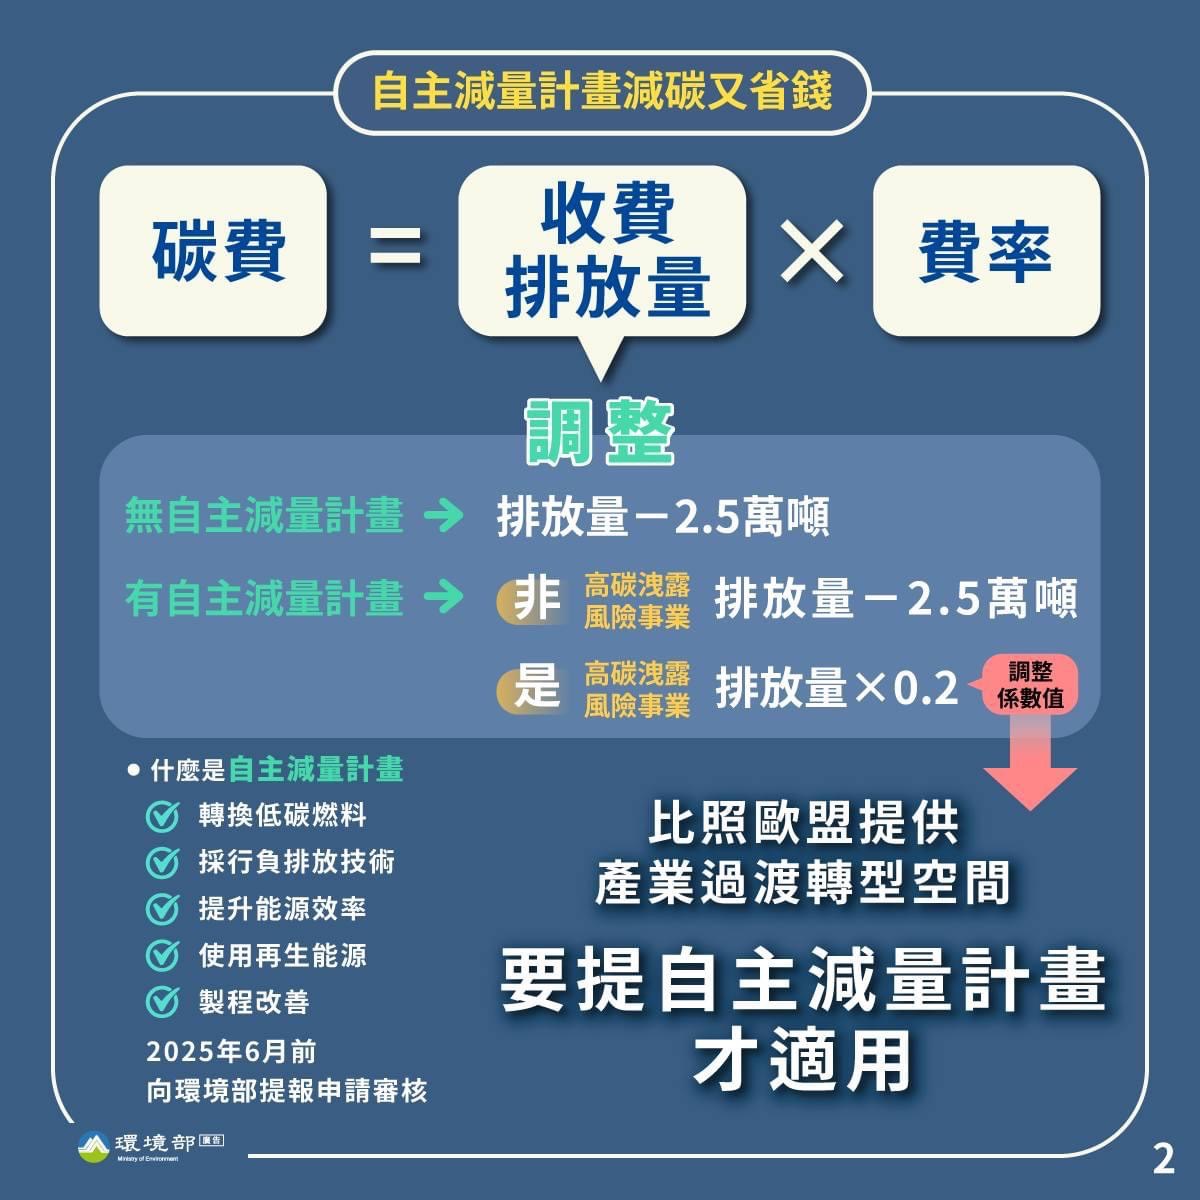 自主減量計畫減碳又省錢
碳費
=
收費
排放量
×
費率
調整
無自主減量計畫 → 排放量－2.5萬噸
有自主減量計畫 → 非 高碳洩露
風險事業 排放量－2.5萬噸
是 高碳洩露
風險事業 排放量×0.2
調整
係數值
• 什麼是自主減量計畫
轉換低碳燃料
採行負排放技術
提升能源效率
使用再生能源
製程改善
2025年6月前
向環境部提報申請審核
比照歐盟提供
產業過渡轉型空間
要提自主減量計畫
才適用
環境部 廣告
Ministry of Environment
2